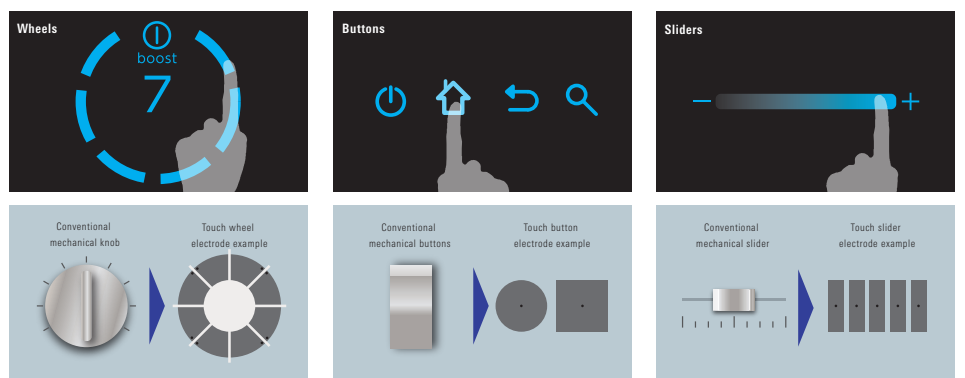 Wheels
boost
7
Buttons
Sliders
Conventional
mechanical knob
Touch wheel
electrode example
Conventional
mechanical buttons
Touch button
electrode example
Conventional
mechanical slider
Touch slider
electrode example